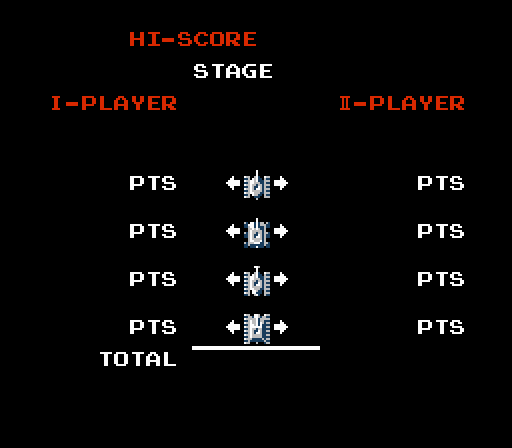 HI-SCORE
STAGE
I-PLAYER II-PLAYER
PTS PTS
PTS PTS
PTS PTS
PTS PTS
TOTAL